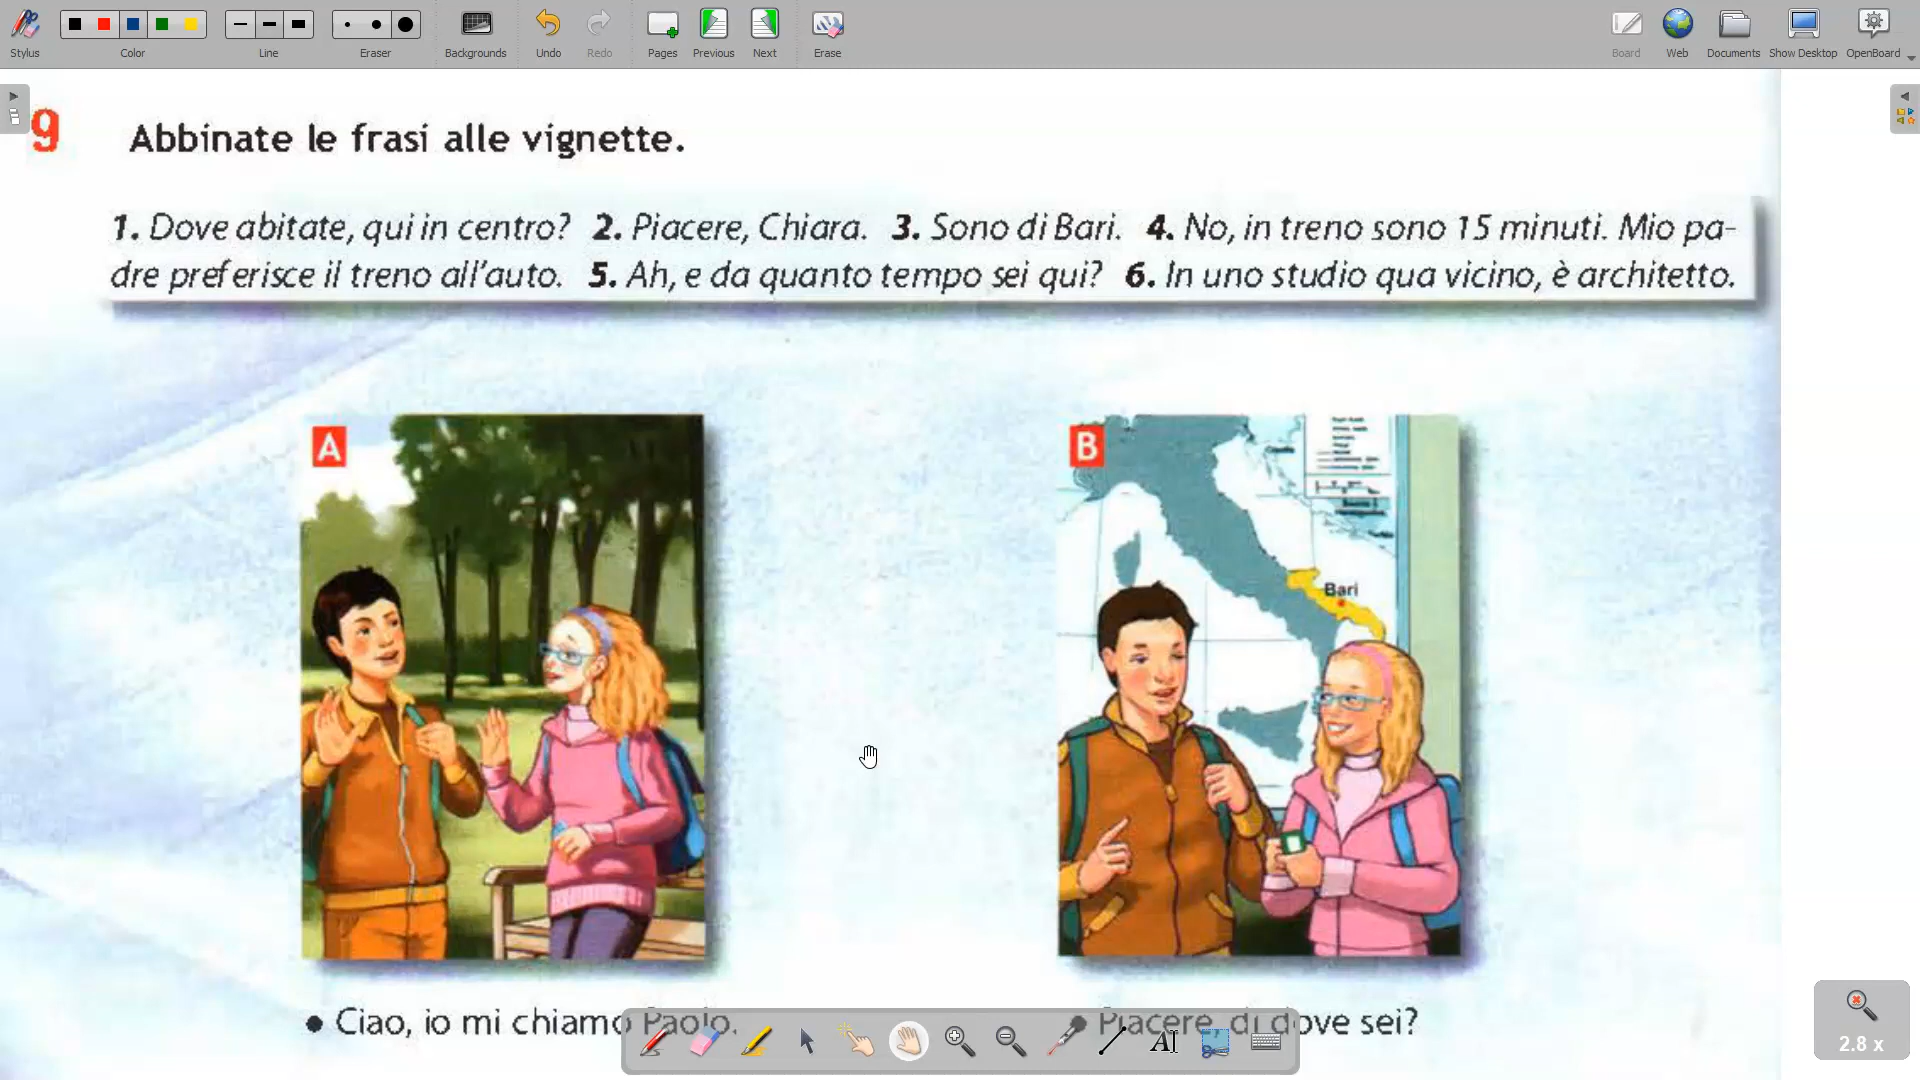 Stylus
Color
Line
Eraser
Backgrounds
Undo
Redo
Pages
Previous
Next
Erase
Board
Web
Documents
Show Desktop
OpenBoard
9 Abbinate le frasi alle vignette.
1. Dove abitate, qui in centro? 2. Piacere, Chiara. 3. Sono di Bari. 4. No, in treno sono 15 minuti. Mio pa-
dre preferisce il treno all'auto. 5. Ah, e da quanto tempo sei qui? 6. In uno studio qua vicino, è architetto.
A
B
Bari
• Ciao, io mi chiamo Paolo.
• Piacere, di dove sei?
AI
2.8 x